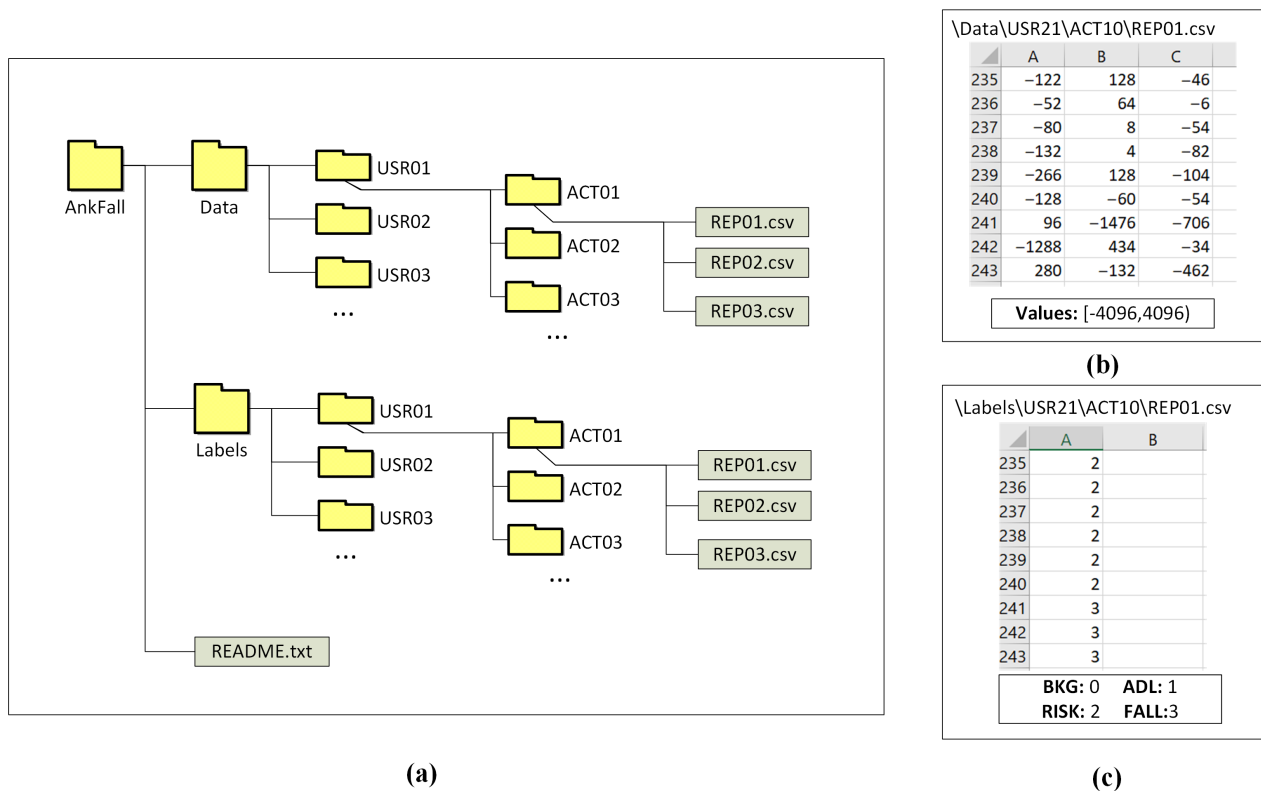 AnkFall
Data
USR01
USR02
USR03
...
ACT01
ACT02
ACT03
...
REP01.csv
REP02.csv
REP03.csv
Labels
USR01
USR02
USR03
...
ACT01
ACT02
ACT03
...
REP01.csv
REP02.csv
REP03.csv
README.txt
(a)
\Data\USR21\ACT10\REP01.csv
A B C
235 −122 128 −46
236 −52 64 −6
237 −80 8 −54
238 −132 4 −82
239 −266 128 −104
240 −128 −60 −54
241 96 −1476 −706
242 −1288 434 −34
243 280 −132 −462
Values: [-4096,4096)
(b)
\Labels\USR21\ACT10\REP01.csv
A B
235 2
236 2
237 2
238 2
239 2
240 2
241 3
242 3
243 3
BKG: 0 ADL: 1
RISK: 2 FALL:3
(c)